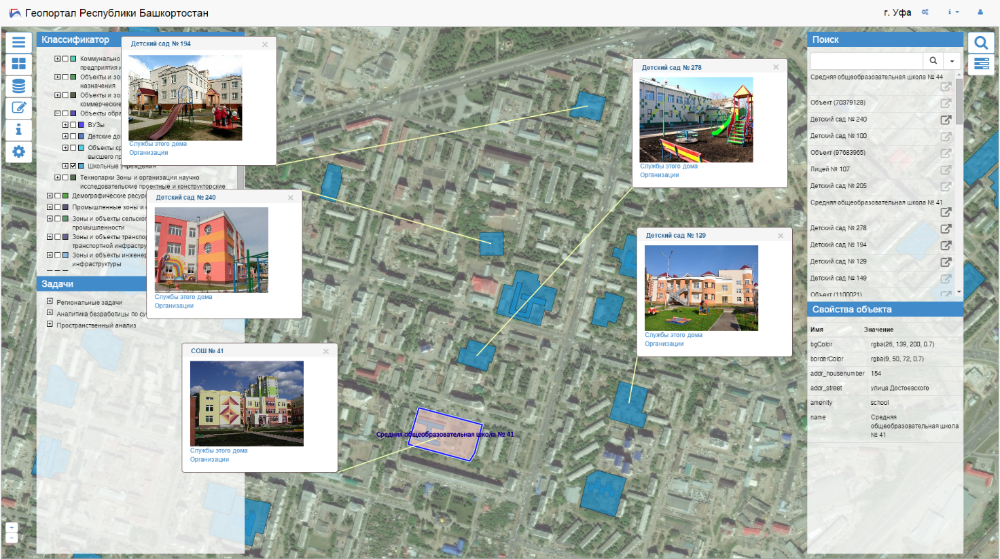 Геопортал Республики Башкортостан
г. Уфа
Классификатор
Коммунально
предприятия и
Объекты и зо
назначения
Объекты и зо
коммерческие
Объекты обра
ВУЗы
Детские до
Объекты ср
высшего пр
Школьные учреждения
Технопарки Зоны и организации научно
исследовательские проектные и конструкторские
Демографические ресур
Промышленные зоны и
Зоны и объекты сельског
промышленности
Зоны и объекты транспор
транспортной инфраструк
Зоны и объекты инженер
инфраструктуры
Задачи
Региональные задачи
Аналитика безработицы по су
Пространственный анализ
Детский сад № 194
Службы этого дома
Организации
Детский сад № 240
Службы этого дома
Организации
СОШ № 41
Службы этого дома
Организации
Средняя общеобразовательная школа № 41
Детский сад № 278
Службы этого дома
Организации
Детский сад № 129
Службы этого дома
Организации
Поиск
Средняя общеобразовательная школа № 44
Объект (70379128)
Детский сад № 240
Детский сад № 100
Объект (97683965)
Лицей № 107
Детский сад № 205
Средняя общеобразовательная школа № 41
Детский сад № 278
Детский сад № 194
Детский сад № 129
Детский сад № 149
Объект (1100021)
Свойства объекта
Имя Значение
bgColor rgba(26, 139, 200, 0.7)
borderColor rgba(9, 50, 72, 0.7)
addr_housenumber 154
addr_street улица Достоевского
amenity school
name Средняя
общеобразовательная школа
№ 41